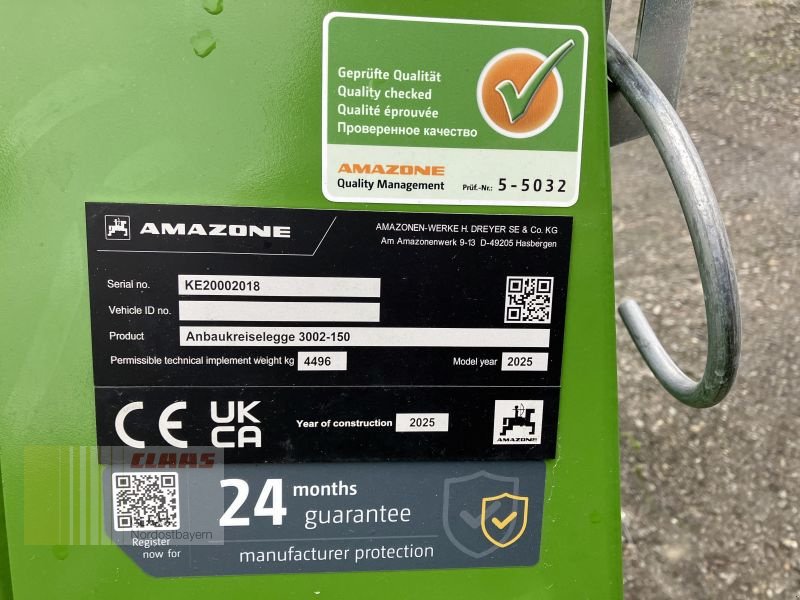 Geprüfte Qualität
Quality checked
Qualité éprouvée
Проверенное качество
AMAZONE
Quality Management Prüf.-Nr.: 5-5032
AMAZONE
AMAZONEN-WERKE H. DREYER SE & Co. KG
Am Amazonenwerk 9-13 D-49205 Hasbergen
Serial no. KE20002018
Vehicle ID no.
Product Anbaukreiselegge 3002-150
Permissible technical implement weight kg 4496 Model year 2025
CE UK CA Year of construction 2025
AMAZONE
CLAAS
Nordostbayern
Register
now for
24 months
guarantee
manufacturer protection